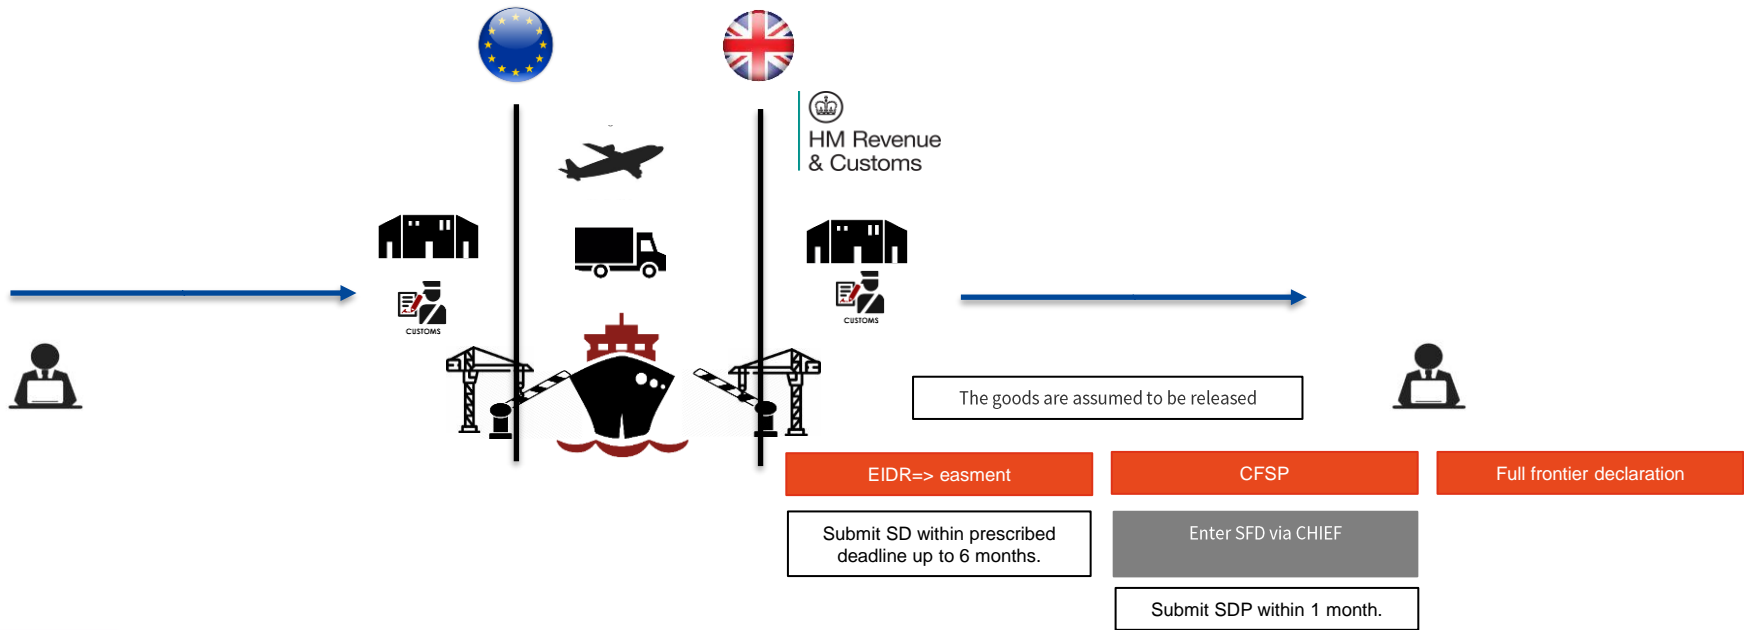 HM Revenue
& Customs
CUSTOMS
CUSTOMS
The goods are assumed to be released
EIDR=> easment
CFSP
Full frontier declaration
Submit SD within prescribed
deadline up to 6 months.
Enter SFD via CHIEF
Submit SDP within 1 month.